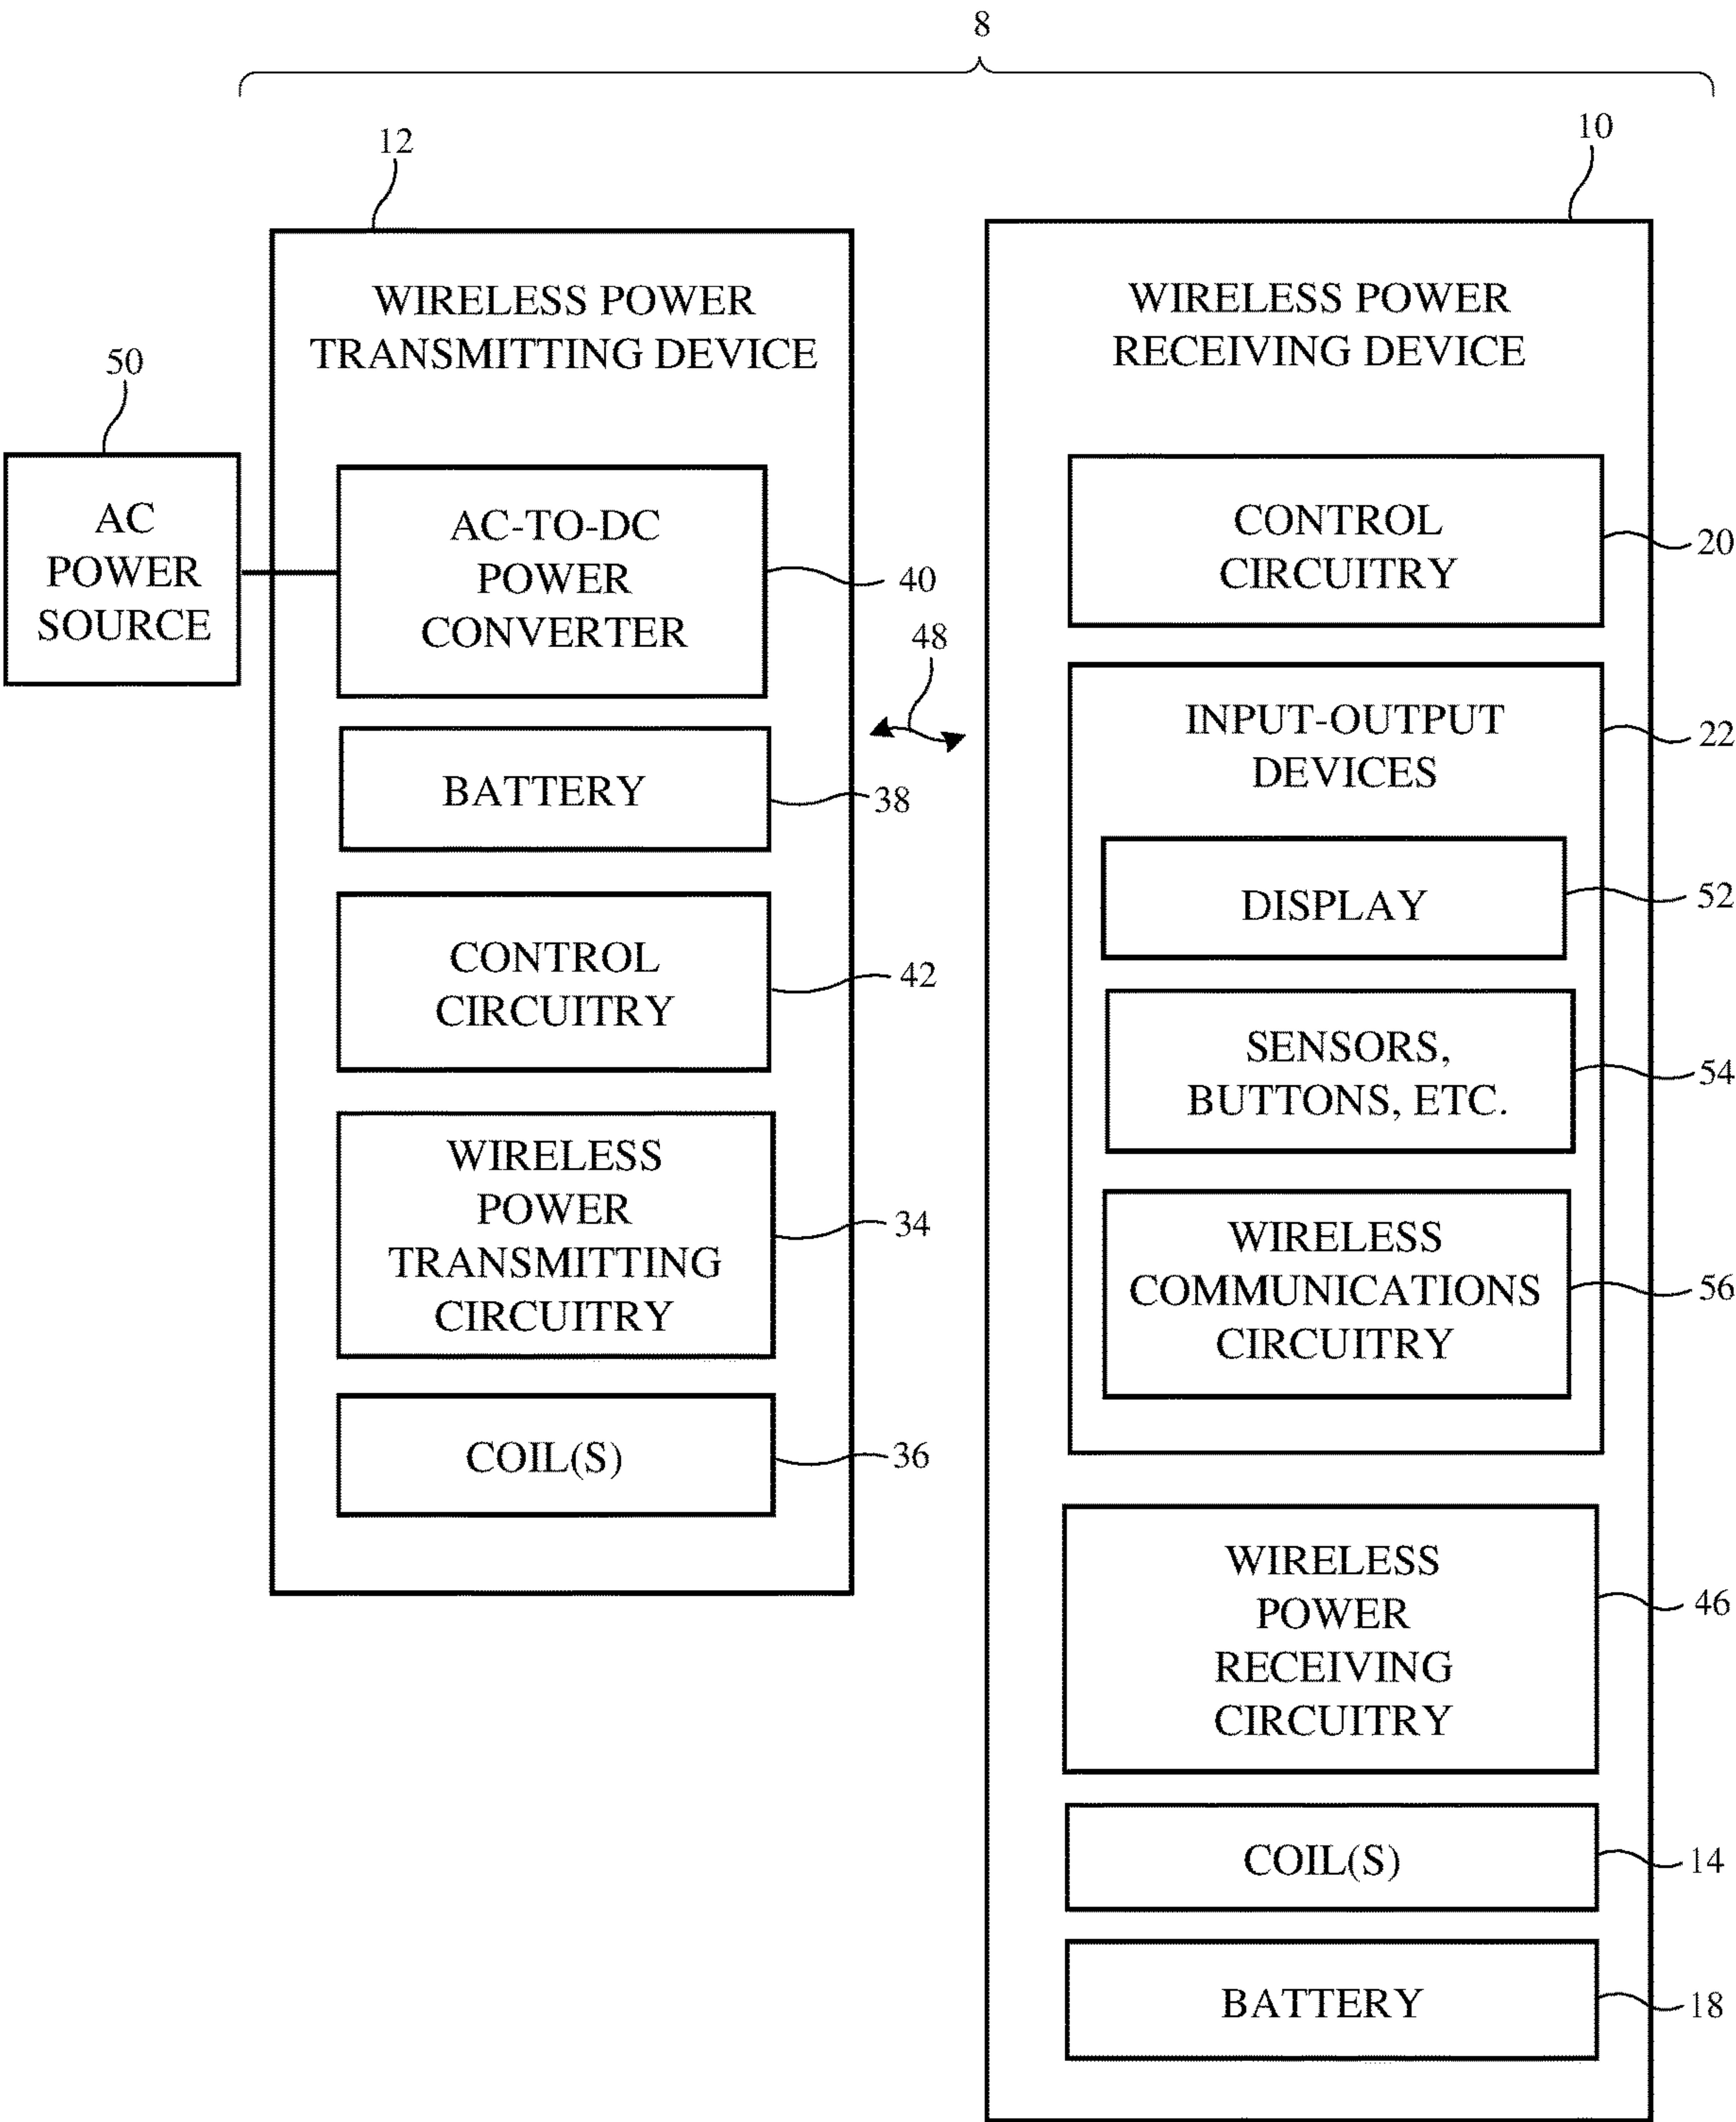 8
12
10
WIRELESS POWER
TRANSMITTING DEVICE
50
AC
POWER
SOURCE
AC-TO-DC
POWER
CONVERTER
40
48
BATTERY
38
CONTROL
CIRCUITRY
42
WIRELESS
POWER
TRANSMITTING
CIRCUITRY
34
COIL(S)
36
WIRELESS POWER
RECEIVING DEVICE
CONTROL
CIRCUITRY
20
INPUT-OUTPUT
DEVICES
22
DISPLAY
52
SENSORS,
BUTTONS, ETC.
54
WIRELESS
COMMUNICATIONS
CIRCUITRY
56
WIRELESS
POWER
RECEIVING
CIRCUITRY
46
COIL(S)
14
BATTERY
18